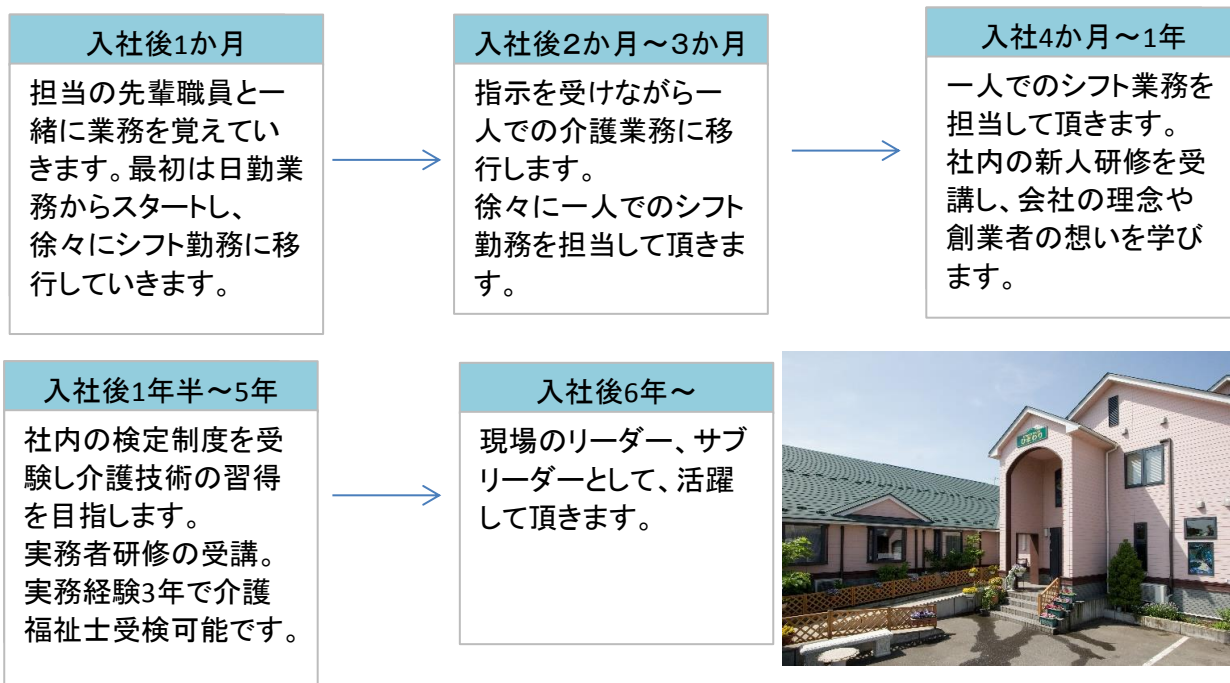 入社後1か月
担当の先輩職員と一
緒に業務を覚えてい
きます。最初は日勤業
務からスタートし、
徐々にシフト勤務に移
行していきます。
入社後２か月～３か月
指示を受けながら一
人での介護業務に移
行します。
徐々に一人でのシフト
勤務を担当して頂きま
す。
入社4か月～1年
一人でのシフト業務を
担当して頂きます。
社内の新人研修を受
講し、会社の理念や
創業者の想いを学び
ます。
入社後1年半～5年
社内の検定制度を受
験し介護技術の習得
を目指します。
実務者研修の受講。
実務経験3年で介護
福祉士受検可能です。
入社後6年～
現場のリーダー、サブ
リーダーとして、活躍
して頂きます。
ひまわり